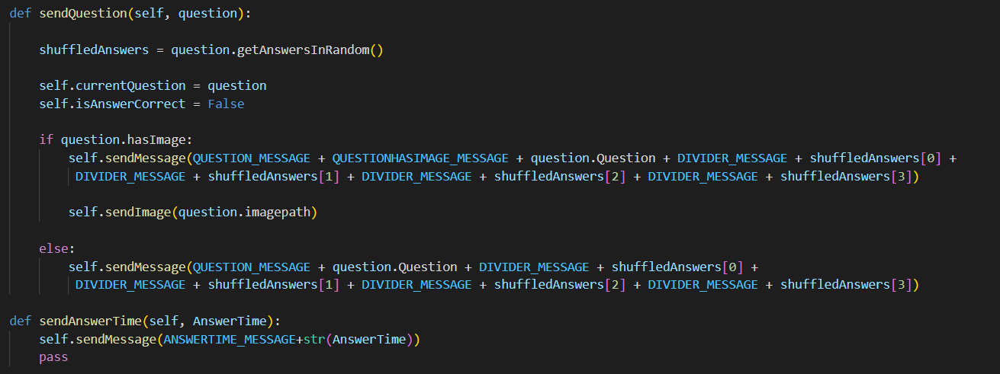 def sendQuestion(self, question):
shuffledAnswers = question.getAnswersInRandom()
self.currentQuestion = question
self.isAnswerCorrect = False
if question.hasImage:
self.sendMessage(QUESTION_MESSAGE + QUESTIONHASIMAGE_MESSAGE + question.Question + DIVIDER_MESSAGE + shuffledAnswers[0] +
DIVIDER_MESSAGE + shuffledAnswers[1] + DIVIDER_MESSAGE + shuffledAnswers[2] + DIVIDER_MESSAGE + shuffledAnswers[3])
self.sendImage(question.imagepath)
else:
self.sendMessage(QUESTION_MESSAGE + question.Question + DIVIDER_MESSAGE + shuffledAnswers[0] +
DIVIDER_MESSAGE + shuffledAnswers[1] + DIVIDER_MESSAGE + shuffledAnswers[2] + DIVIDER_MESSAGE + shuffledAnswers[3])
def sendAnswerTime(self, AnswerTime):
self.sendMessage(ANSWERTIME_MESSAGE+str(AnswerTime))
pass